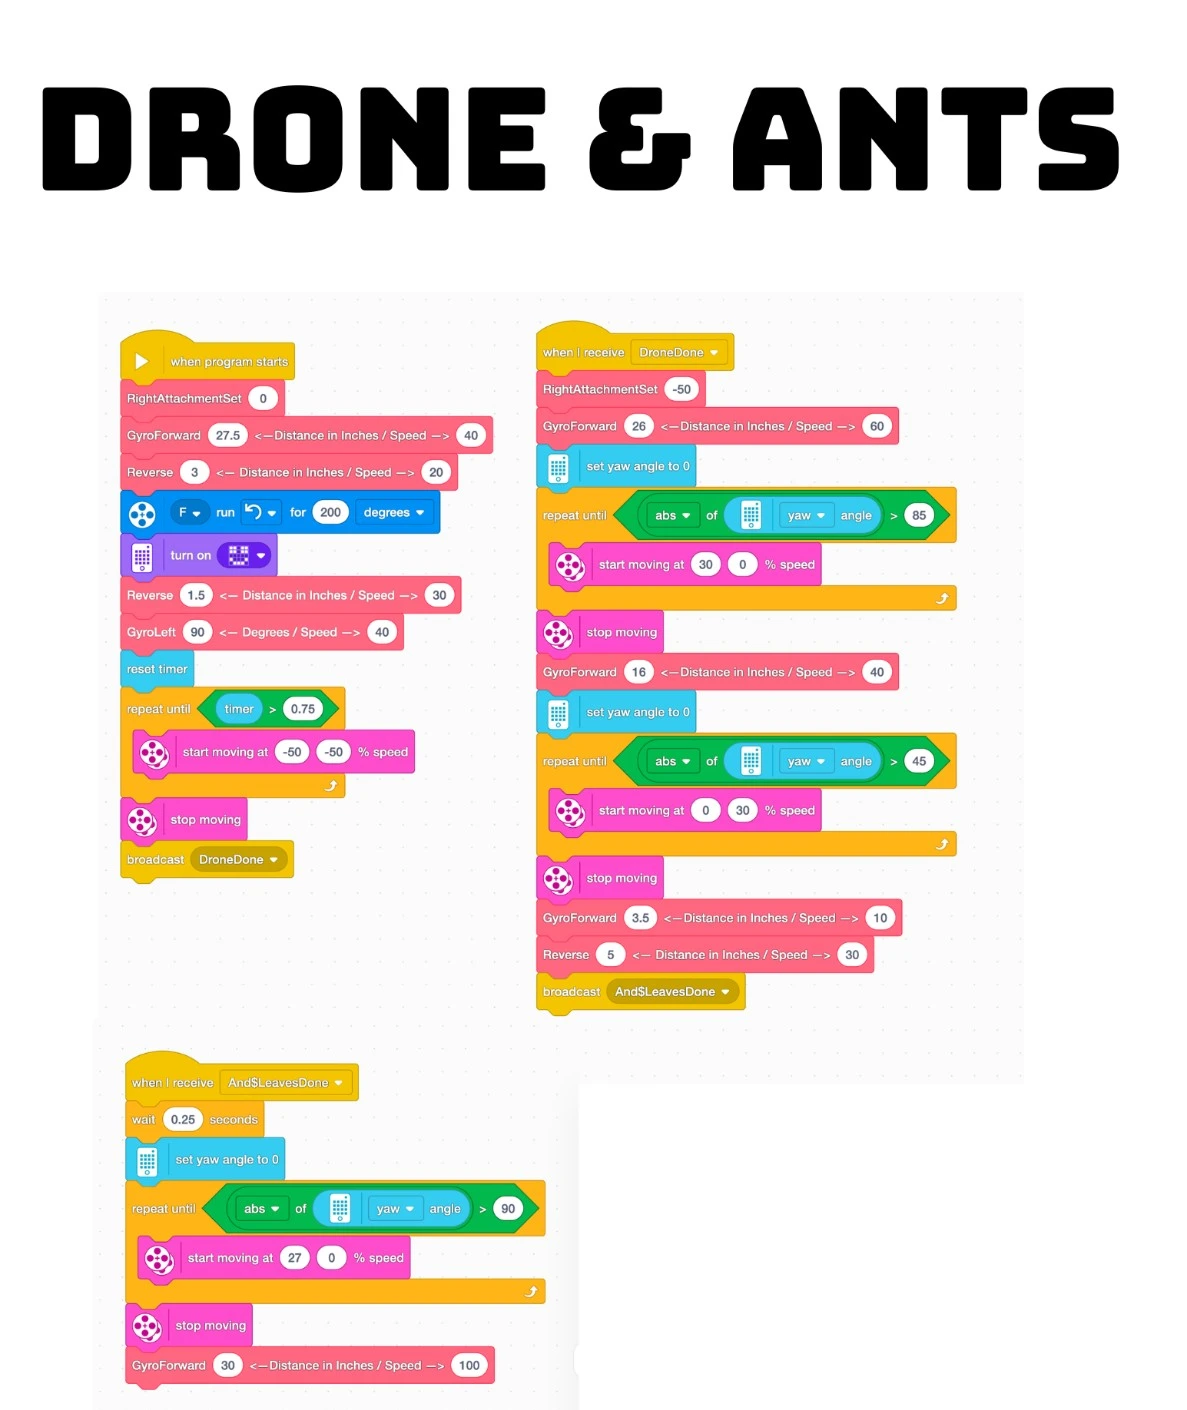 DRONE & ANTS
when program starts
RightAttachmentSet 0
GyroForward 27.5 <—Distance in Inches / Speed —> 40
Reverse 3 <— Distance in Inches / Speed —> 20
F run for 200 degrees
turn on
Reverse 1.5 <— Distance in Inches / Speed —> 30
GyroLeft 90 <— Degrees / Speed —> 40
reset timer
repeat until timer > 0.75
start moving at -50 -50 % speed
stop moving
broadcast DroneDone
when I receive DroneDone
RightAttachmentSet -50
GyroForward 26 <—Distance in Inches / Speed —> 60
set yaw angle to 0
repeat until abs of yaw angle > 85
start moving at 30 0 % speed
stop moving
GyroForward 16 <—Distance in Inches / Speed —> 40
set yaw angle to 0
repeat until abs of yaw angle > 45
start moving at 0 30 % speed
stop moving
GyroForward 3.5 <—Distance in Inches / Speed —> 10
Reverse 5 <— Distance in Inches / Speed —> 30
broadcast And$LeavesDone
when I receive And$LeavesDone
wait 0.25 seconds
set yaw angle to 0
repeat until abs of yaw angle > 90
start moving at 27 0 % speed
stop moving
GyroForward 30 <—Distance in Inches / Speed —> 100